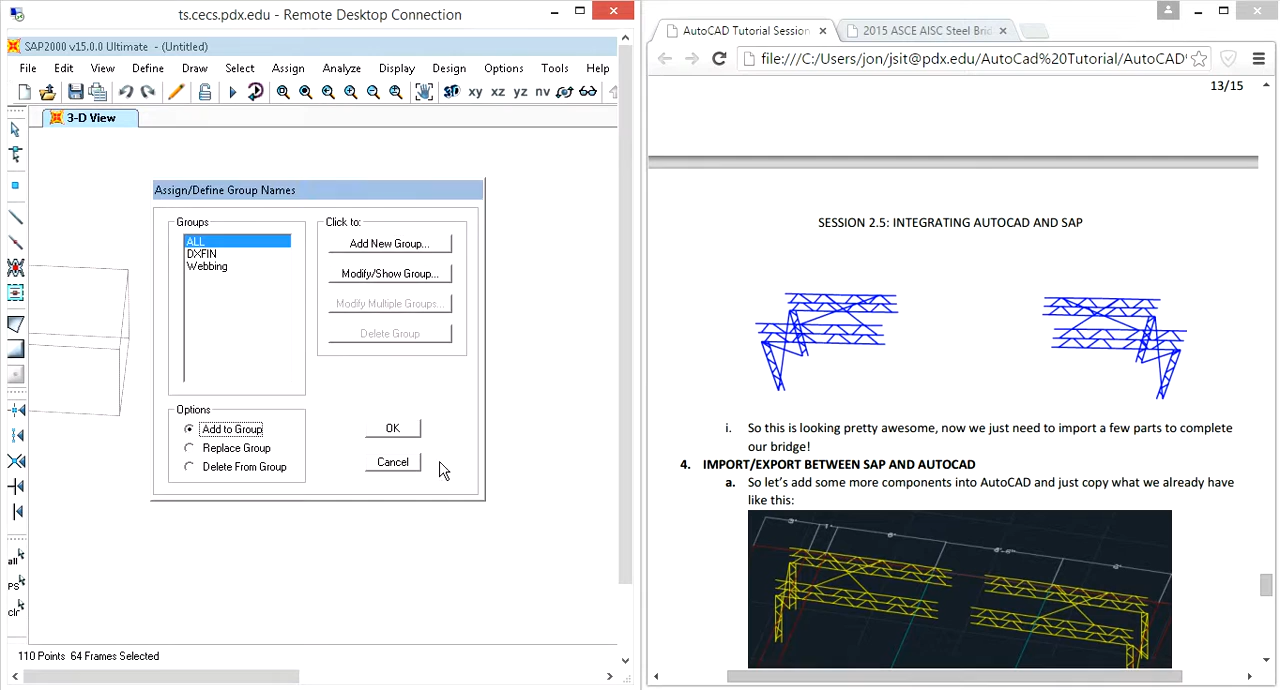 ts.cecs.pdx.edu - Remote Desktop Connection
SAP2000 v15.0.0 Ultimate - (Untitled)
File Edit View Define Draw Select Assign Analyze Display Design Options Tools Help
3D xy xz yz nv
3-D View
Assign/Define Group Names
Groups
ALL
DXFIN
Webbing
Click to:
Add New Group...
Modify/Show Group...
Modify Multiple Groups...
Delete Group
Options
Add to Group
Replace Group
Delete From Group
OK
Cancel
all
PS
clr
110 Points 64 Frames Selected
AutoCAD Tutorial Session
2015 ASCE AISC Steel Brid
file:///C:/Users/jon/jsit@pdx.edu/AutoCad%20Tutorial/AutoCAD
13/15
SESSION 2.5: INTEGRATING AUTOCAD AND SAP
i. So this is looking pretty awesome, now we just need to import a few parts to complete
our bridge!
4. IMPORT/EXPORT BETWEEN SAP AND AUTOCAD
a. So let's add some more components into AutoCAD and just copy what we already have
like this: